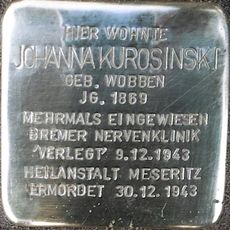 HIER WOHNTE
JOHANNA KUROSINSKI
GEB. WOBBEN
JG. 1869
MEHRMALS EINGEWIESEN
BREMER NERVENKLINIK
'VERLEGT' 9.12.1943
HEILANSTALT MESERITZ
ERMORDET 30.12.1943